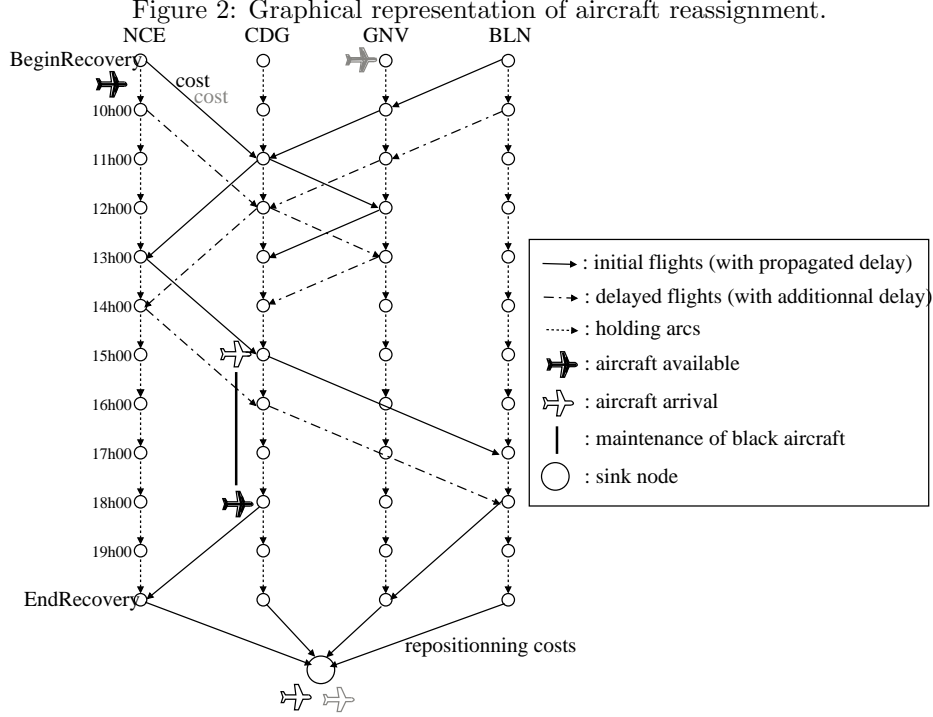 Figure 2: Graphical representation of aircraft reassignment.
NCE CDG GNV BLN
BeginRecovery
cost
cost
10h00
11h00
12h00
13h00
14h00
15h00
16h00
17h00
18h00
19h00
EndRecovery
repositionning costs
: initial flights (with propagated delay)
: delayed flights (with additionnal delay)
: holding arcs
: aircraft available
: aircraft arrival
: maintenance of black aircraft
: sink node